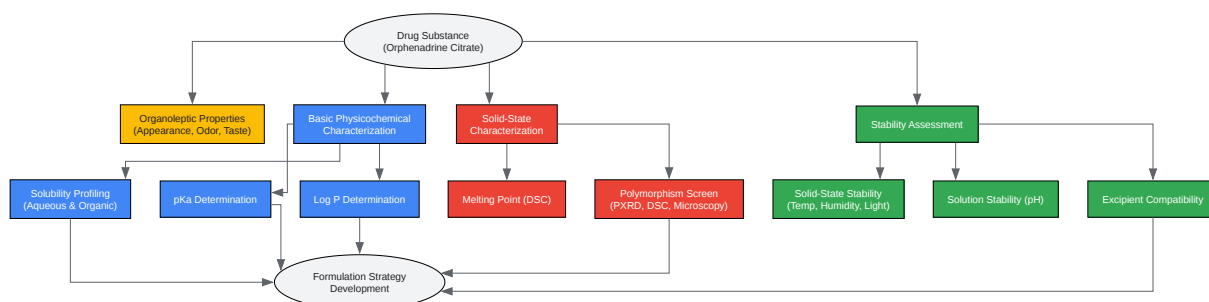 Drug Substance
(Orphenadrine Citrate)
Organoleptic Properties
(Appearance, Odor, Taste)
Basic Physicochemical
Characterization
Solid-State
Characterization
Stability Assessment
Solubility Profiling
(Aqueous & Organic)
pKa Determination
Log P Determination
Melting Point (DSC)
Polymorphism Screen
(PXRD, DSC, Microscopy)
Solid-State Stability
(Temp, Humidity, Light)
Solution Stability (pH)
Excipient Compatibility
Formulation Strategy
Development